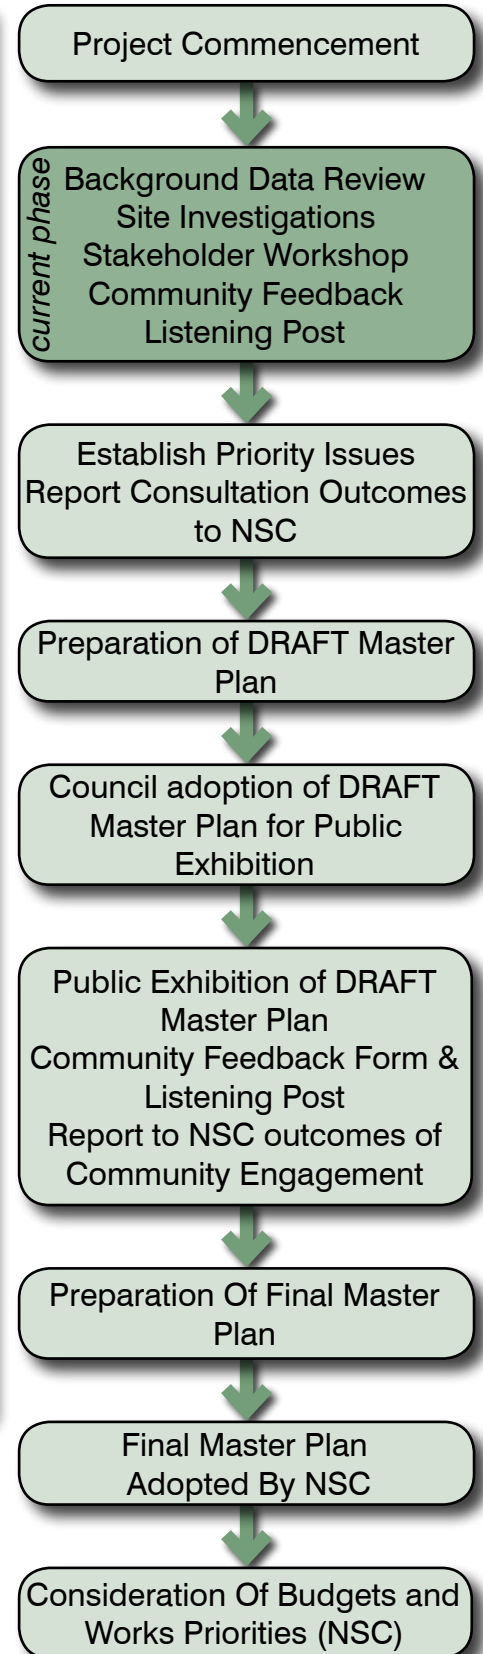 Project Commencement
current phase
Background Data Review
Site Investigations
Stakeholder Workshop
Community Feedback
Listening Post
Establish Priority Issues
Report Consultation Outcomes
to NSC
Preparation of DRAFT Master
Plan
Council adoption of DRAFT
Master Plan for Public
Exhibition
Public Exhibition of DRAFT
Master Plan
Community Feedback Form &
Listening Post
Report to NSC outcomes of
Community Engagement
Preparation Of Final Master
Plan
Final Master Plan
Adopted By NSC
Consideration Of Budgets and
Works Priorities (NSC)